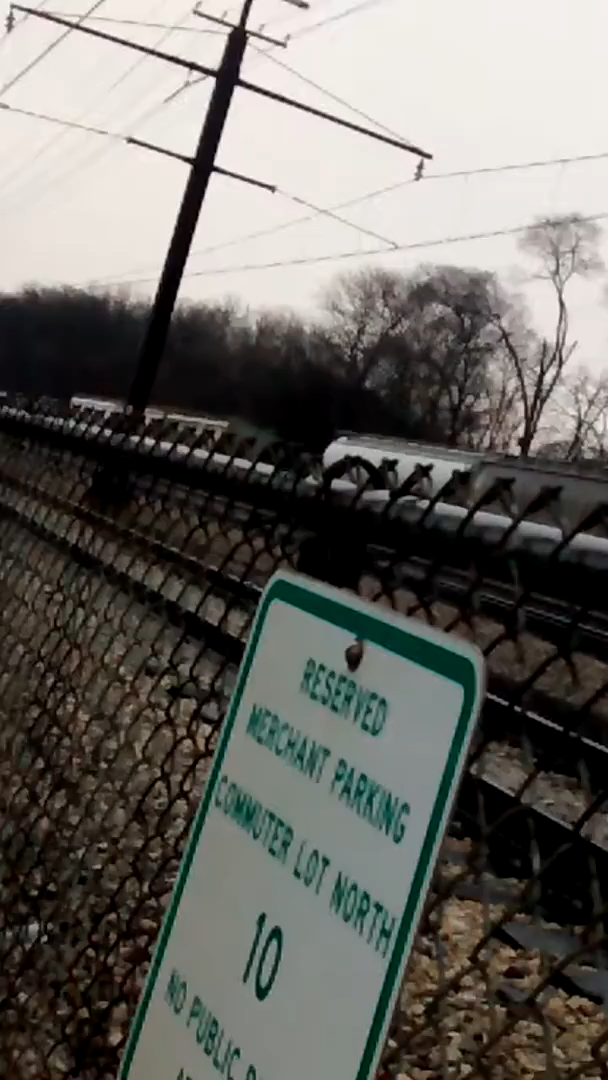 RESERVED
MERCHANT PARKING
COMMUTER LOT NORTH
10
NO PUBLIC